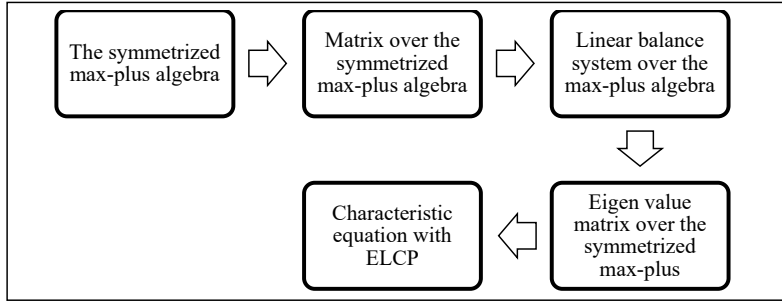 The symmetrized
max-plus algebra
Matrix over the
symmetrized
max-plus algebra
Linear balance
system over the
max-plus algebra
Eigen value
matrix over the
symmetrized
max-plus
Characteristic
equation with
ELCP